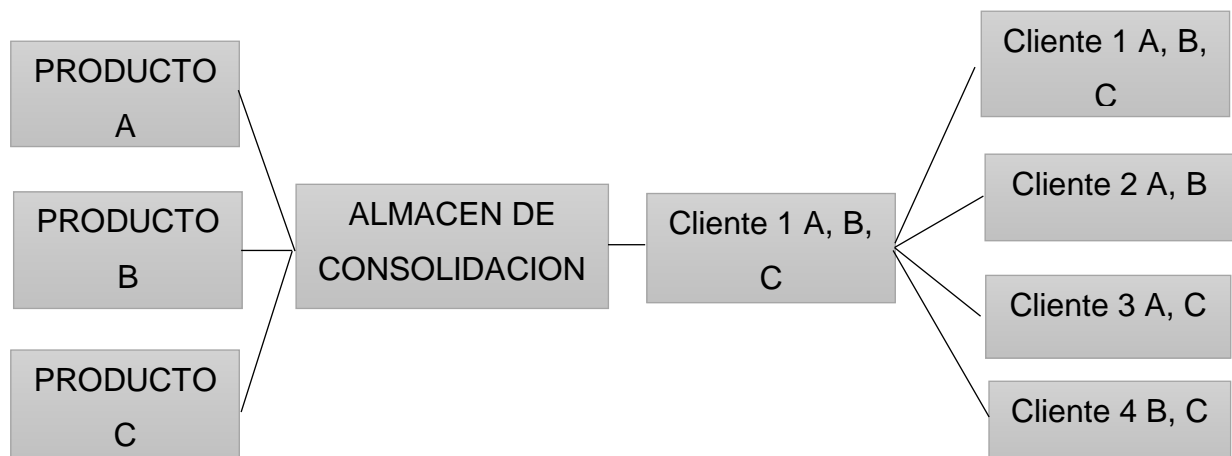 PRODUCTO
A
PRODUCTO
B
PRODUCTO
C
ALMACEN DE
CONSOLIDACION
Cliente 1 A, B,
C
Cliente 1 A, B,
C
Cliente 2 A, B
Cliente 3 A, C
Cliente 4 B, C